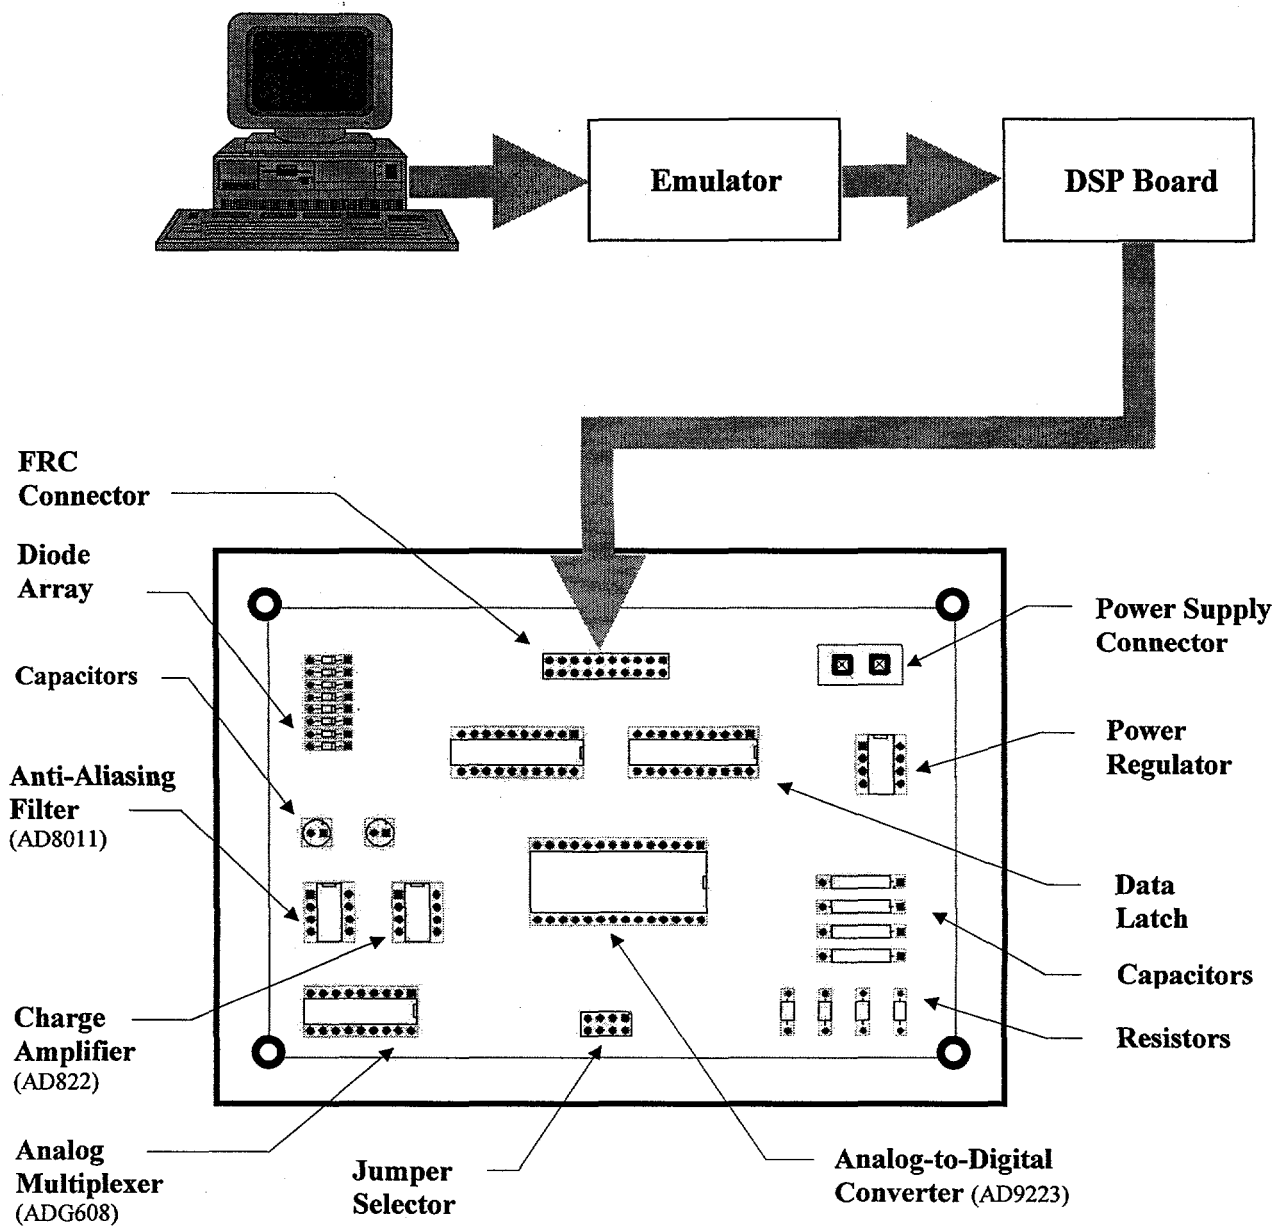 Emulator
DSP Board
FRC
Connector
Diode
Array
Capacitors
Anti-Aliasing
Filter
(AD8011)
Charge
Amplifier
(AD822)
Analog
Multiplexer
(ADG608)
Jumper
Selector
Analog-to-Digital
Converter (AD9223)
Power Supply
Connector
Power
Regulator
Data
Latch
Capacitors
Resistors